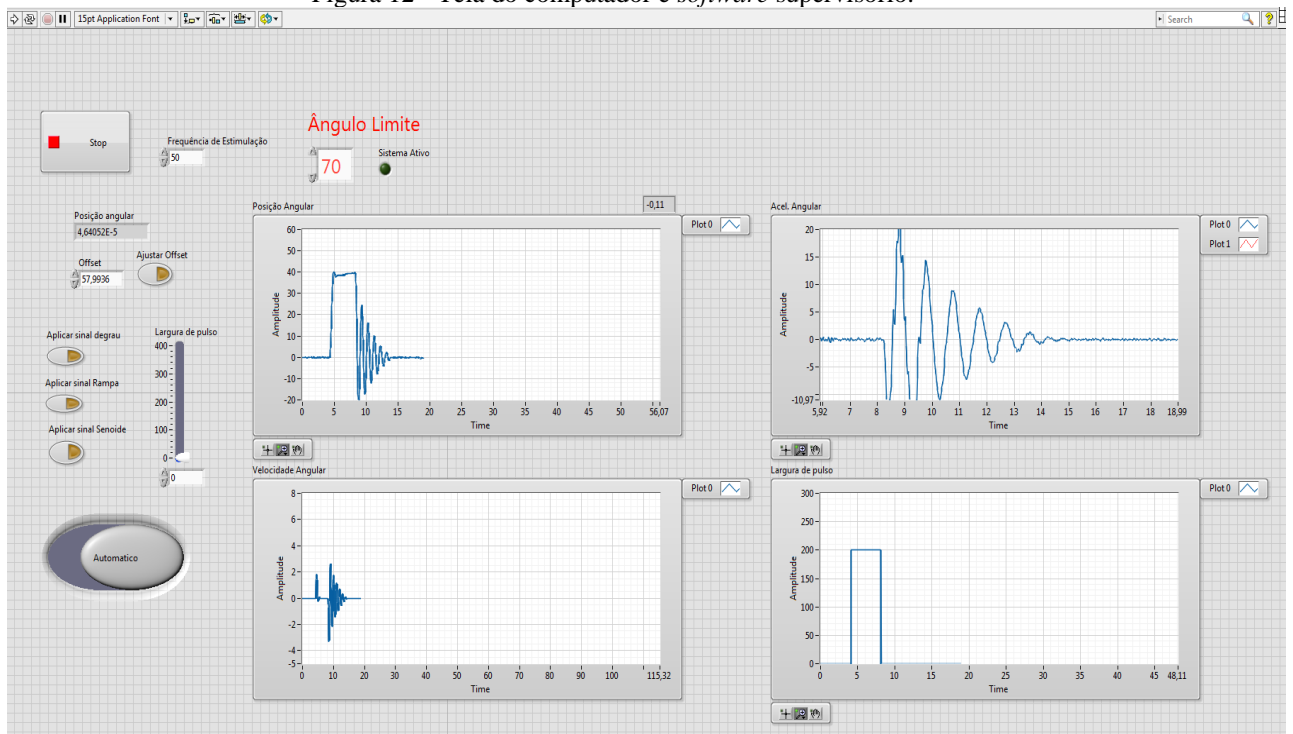 Figura 12 - Tela do computador e software supervisório.
15pt Application Font
Search
Stop
Frequência de Estimulação
50
Ângulo Limite
70
Sistema Ativo
Posição angular
4,64052E-5
Offset
57,9936
Ajustar Offset
Aplicar sinal degrau
Aplicar sinal Rampa
Aplicar sinal Senoide
Largura de pulso
400
300
200
100
0
0
Automatico
Posição Angular
-0,11
Plot 0
Amplitude
60
50
40
30
20
10
0
-10
-20
0 5 10 15 20 25 30 35 40 45 50 56,07
Time
Acel. Angular
Plot 0
Plot 1
Amplitude
20
15
10
5
0
-5
-10,97
5,92 7 8 9 10 11 12 13 14 15 16 17 18 18,99
Time
Velocidade Angular
Plot 0
Amplitude
8
6
4
2
0
-2
-4
-5
0 10 20 30 40 50 60 70 80 90 100 115,32
Time
Largura de pulso
Plot 0
Amplitude
300
250
200
150
100
50
0
0 5 10 15 20 25 30 35 40 45 48,11
Time